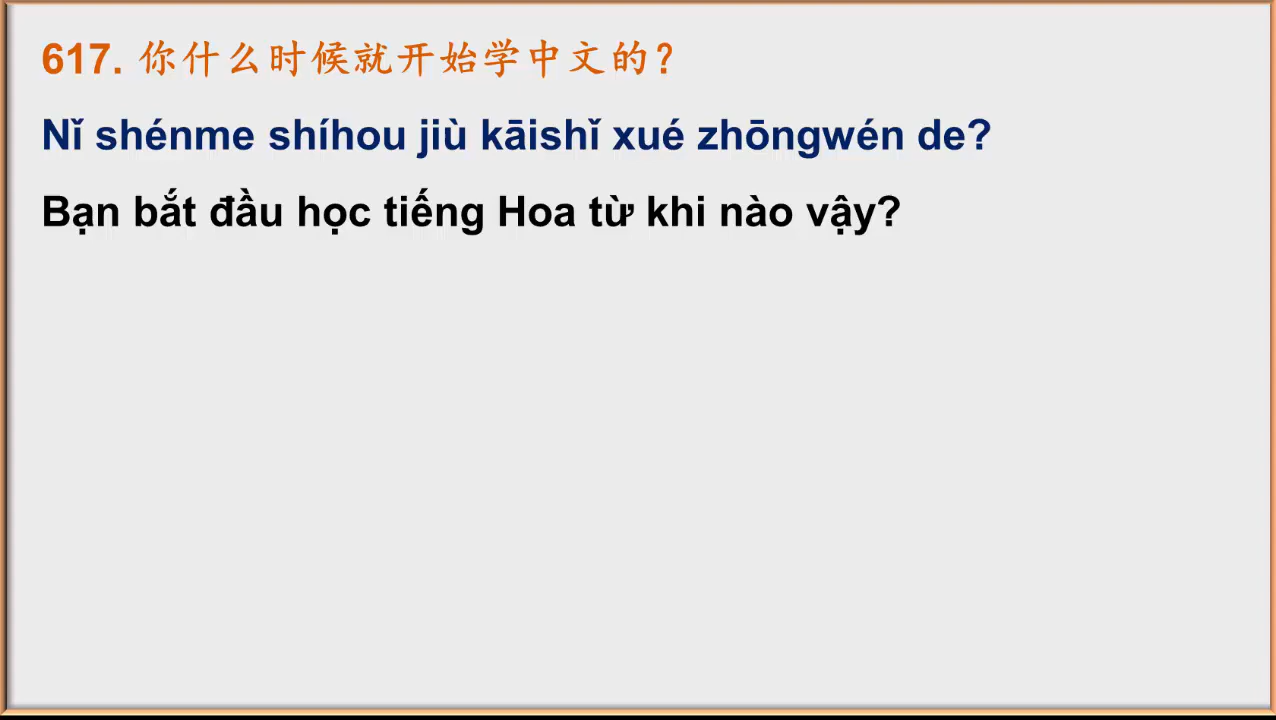 617. 你什么时候就开始学中文的？
Nǐ shénme shíhou jiù kāishǐ xué zhōngwén de?
Bạn bắt đầu học tiếng Hoa từ khi nào vậy?